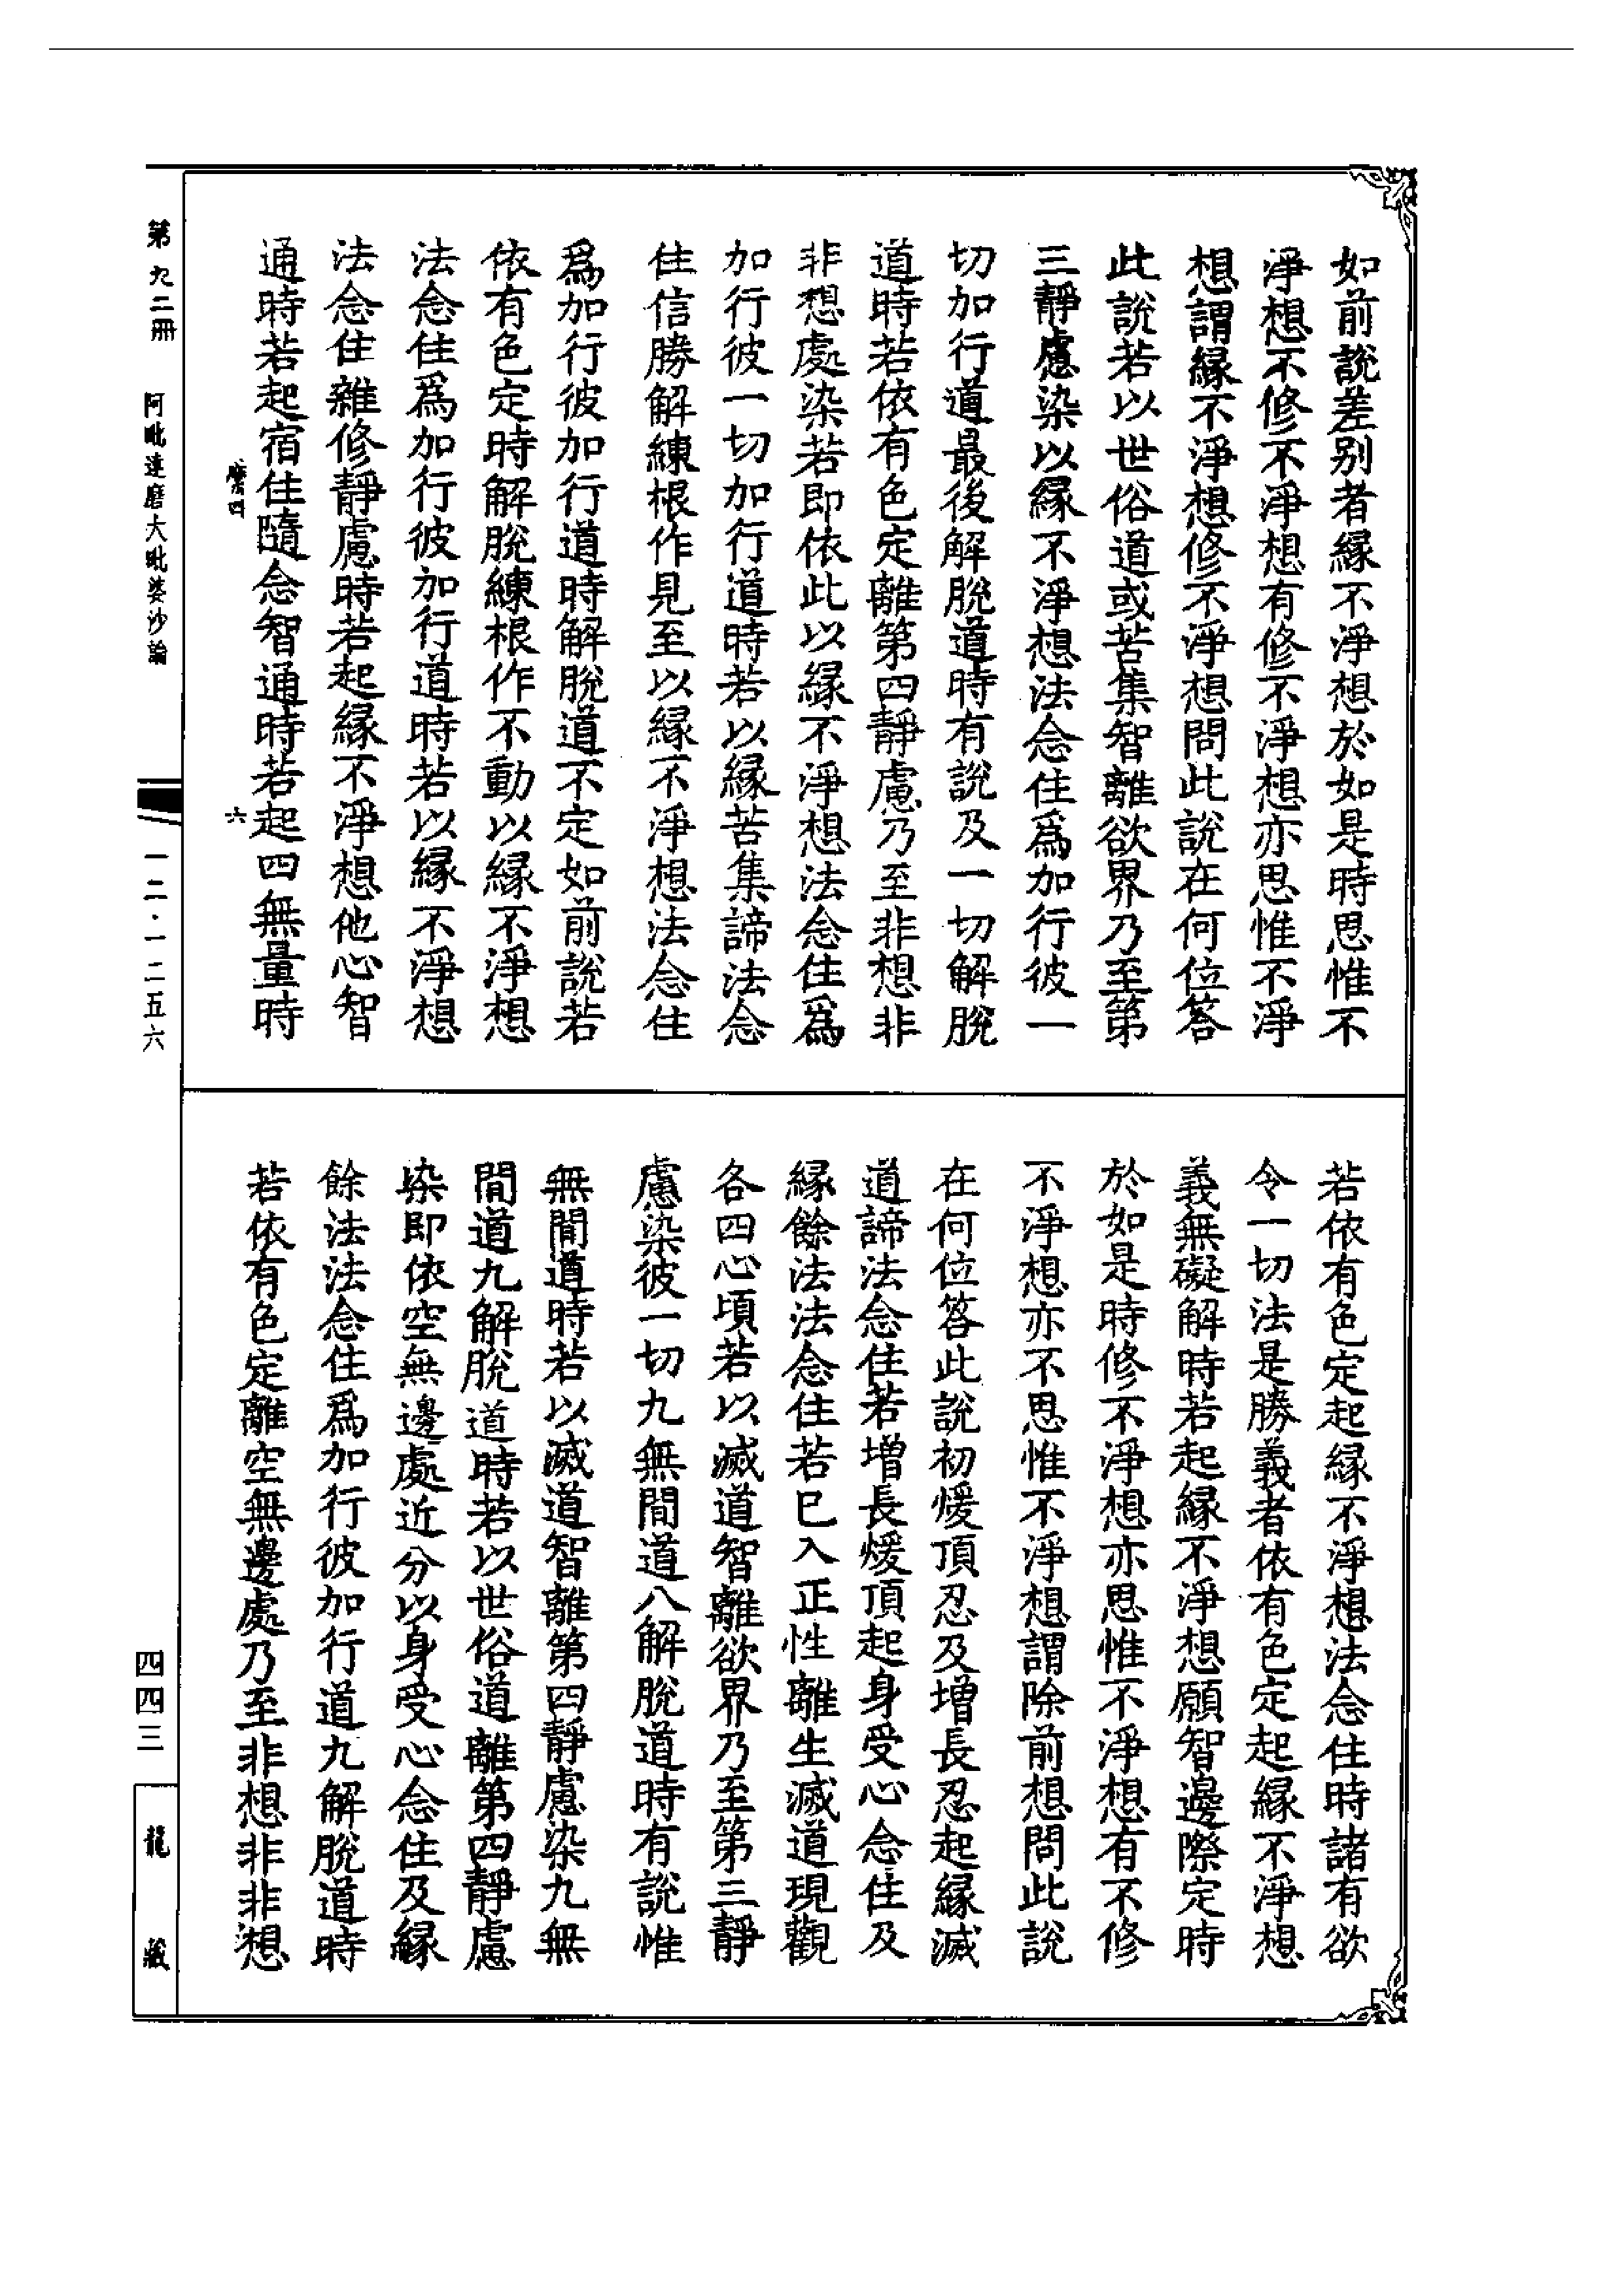 如前說差别者緣不淨想於如是時思惟不
淨想不修不淨想有修不淨想亦思惟不淨
想謂緣不淨想修不淨想問此說在何位答
此說若以世俗道或苦集智離欲界乃至第
三靜慮染以緣不淨想法念住爲加行彼一
切加行道最後解脫道時有說及一切解脫
道時若依有色定離第四靜慮乃至非想非
非想處染若即依此以緣不淨想法念住爲
加行彼一切加行道時若以緣苦集諦法念
住信勝解練根作見至以緣不淨想法念住
爲加行彼加行道時解脫道不定如前說若
依有色定時解脫練根作不動以緣不淨想
法念住爲加行彼加行道時若以緣不淨想
法念住雜修靜慮時若起緣不淨想他心智
通時若起宿住隨念智通時若起四無量時
六
若依有色定起緣不淨想法念住時諸有欲
令一切法是勝義者依有色定起緣不淨想
義無礙解時若起緣不淨想願智邊際定時
於如是時修不淨想亦思惟不淨想有不修
不淨想亦不思惟不淨想謂除前想問此說
在何位答此說初煖頂忍及增長忍起緣滅
道諦法念住若增長煖頂起身受心念住及
緣餘法法念住若已入正性離生滅道現觀
各四心頃若以滅道智離欲界乃至第三靜
慮染彼一切九無間道八解脫道時有說惟
無間道時若以滅道智離第四靜慮染九無
間道九解脫道時若以世俗道離第四靜慮
染即依空無邊處近分以身受心念住及緣
餘法法念住爲加行彼加行道九解脫道時
若依有色定離空無邊處乃至非想非非想
第九二冊
阿毗達磨大毗婆沙論
一二·一二五六
四四三
龍藏